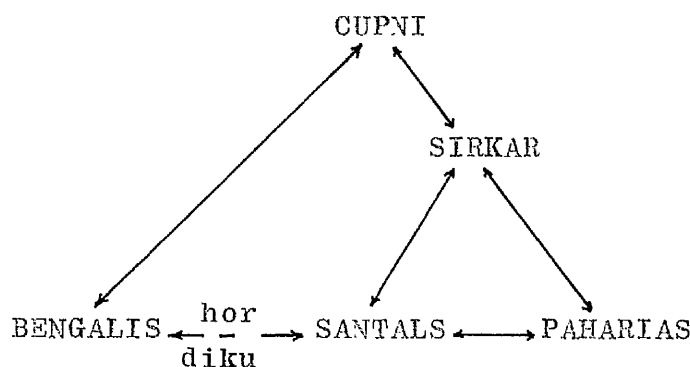 CUPNI
SIRKAR
hor
BENGALIS SANTALS PAHARIAS
diku